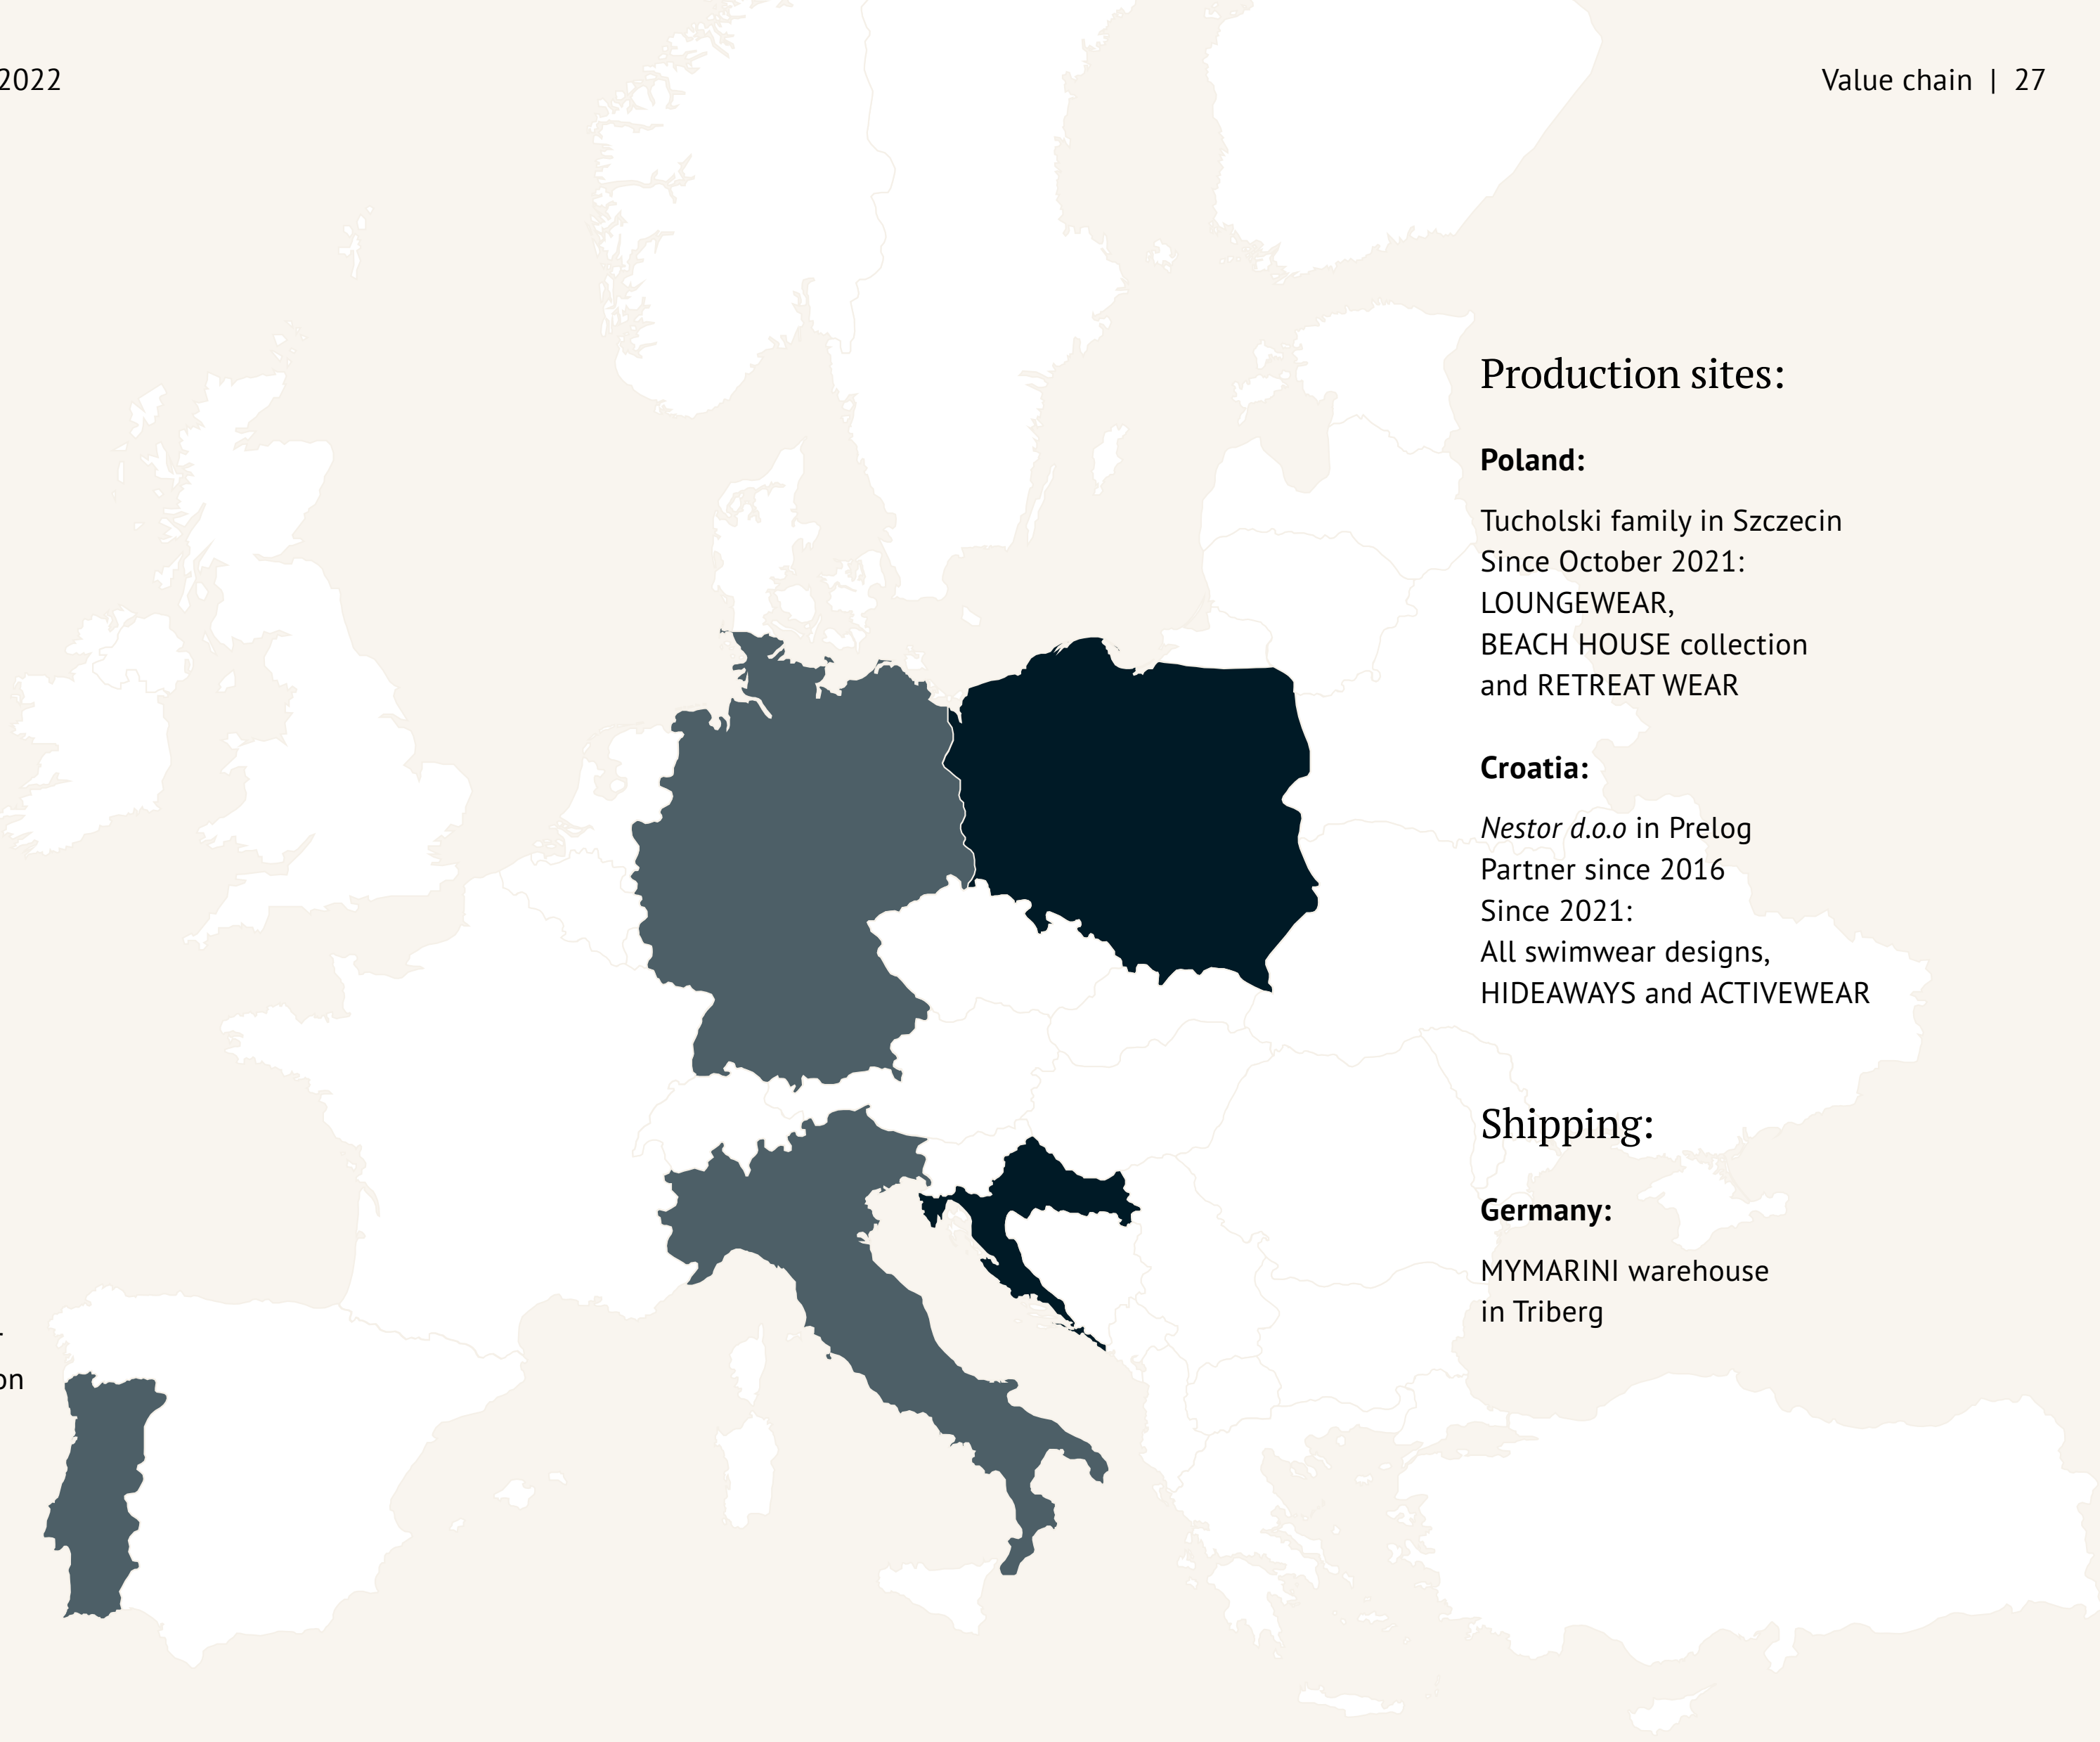 2022
Value chain | 27
Production sites:
Poland:
Tucholski family in Szczecin
Since October 2021:
LOUNGEWEAR,
BEACH HOUSE collection
and RETREAT WEAR
Croatia:
Nestor d.o.o in Prelog
Partner since 2016
Since 2021:
All swimwear designs,
HIDEAWAYS and ACTIVEWEAR
Shipping:
Germany:
MYMARINI warehouse
in Triberg
on